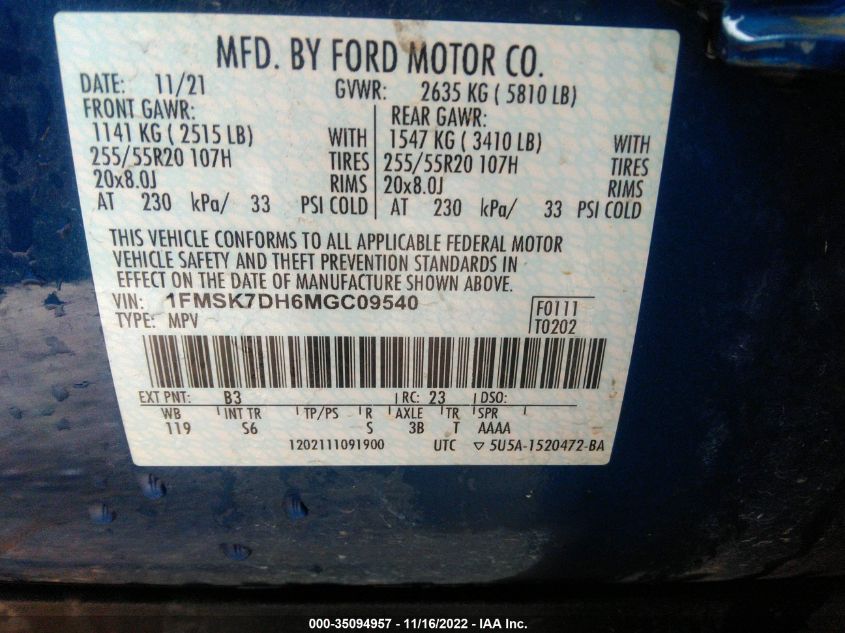 MFD. BY FORD MOTOR CO.
DATE: 11/21 GVWR: 2635 KG ( 5810 LB)
FRONT GAWR: REAR GAWR:
1141 KG ( 2515 LB) WITH 1547 KG ( 3410 LB) WITH
255/55R20 107H TIRES 255/55R20 107H TIRES
20x8.0J RIMS 20x8.0J RIMS
AT 230 kPa/ 33 PSI COLD AT 230 kPa/ 33 PSI COLD
THIS VEHICLE CONFORMS TO ALL APPLICABLE FEDERAL MOTOR
VEHICLE SAFETY AND THEFT PREVENTION STANDARDS IN
EFFECT ON THE DATE OF MANUFACTURE SHOWN ABOVE.
VIN: 1FMSK7DH6MGC09540 F0111
TYPE: MPV T0202
EXT PNT: B3 RC: 23 DSO:
WB INT TR TP/PS R AXLE TR SPR
119 S6 S 3B T AAAA
1202111091900 UTC ▽ 5U5A-1520472-BA
000-35094957 - 11/16/2022 - IAA Inc.